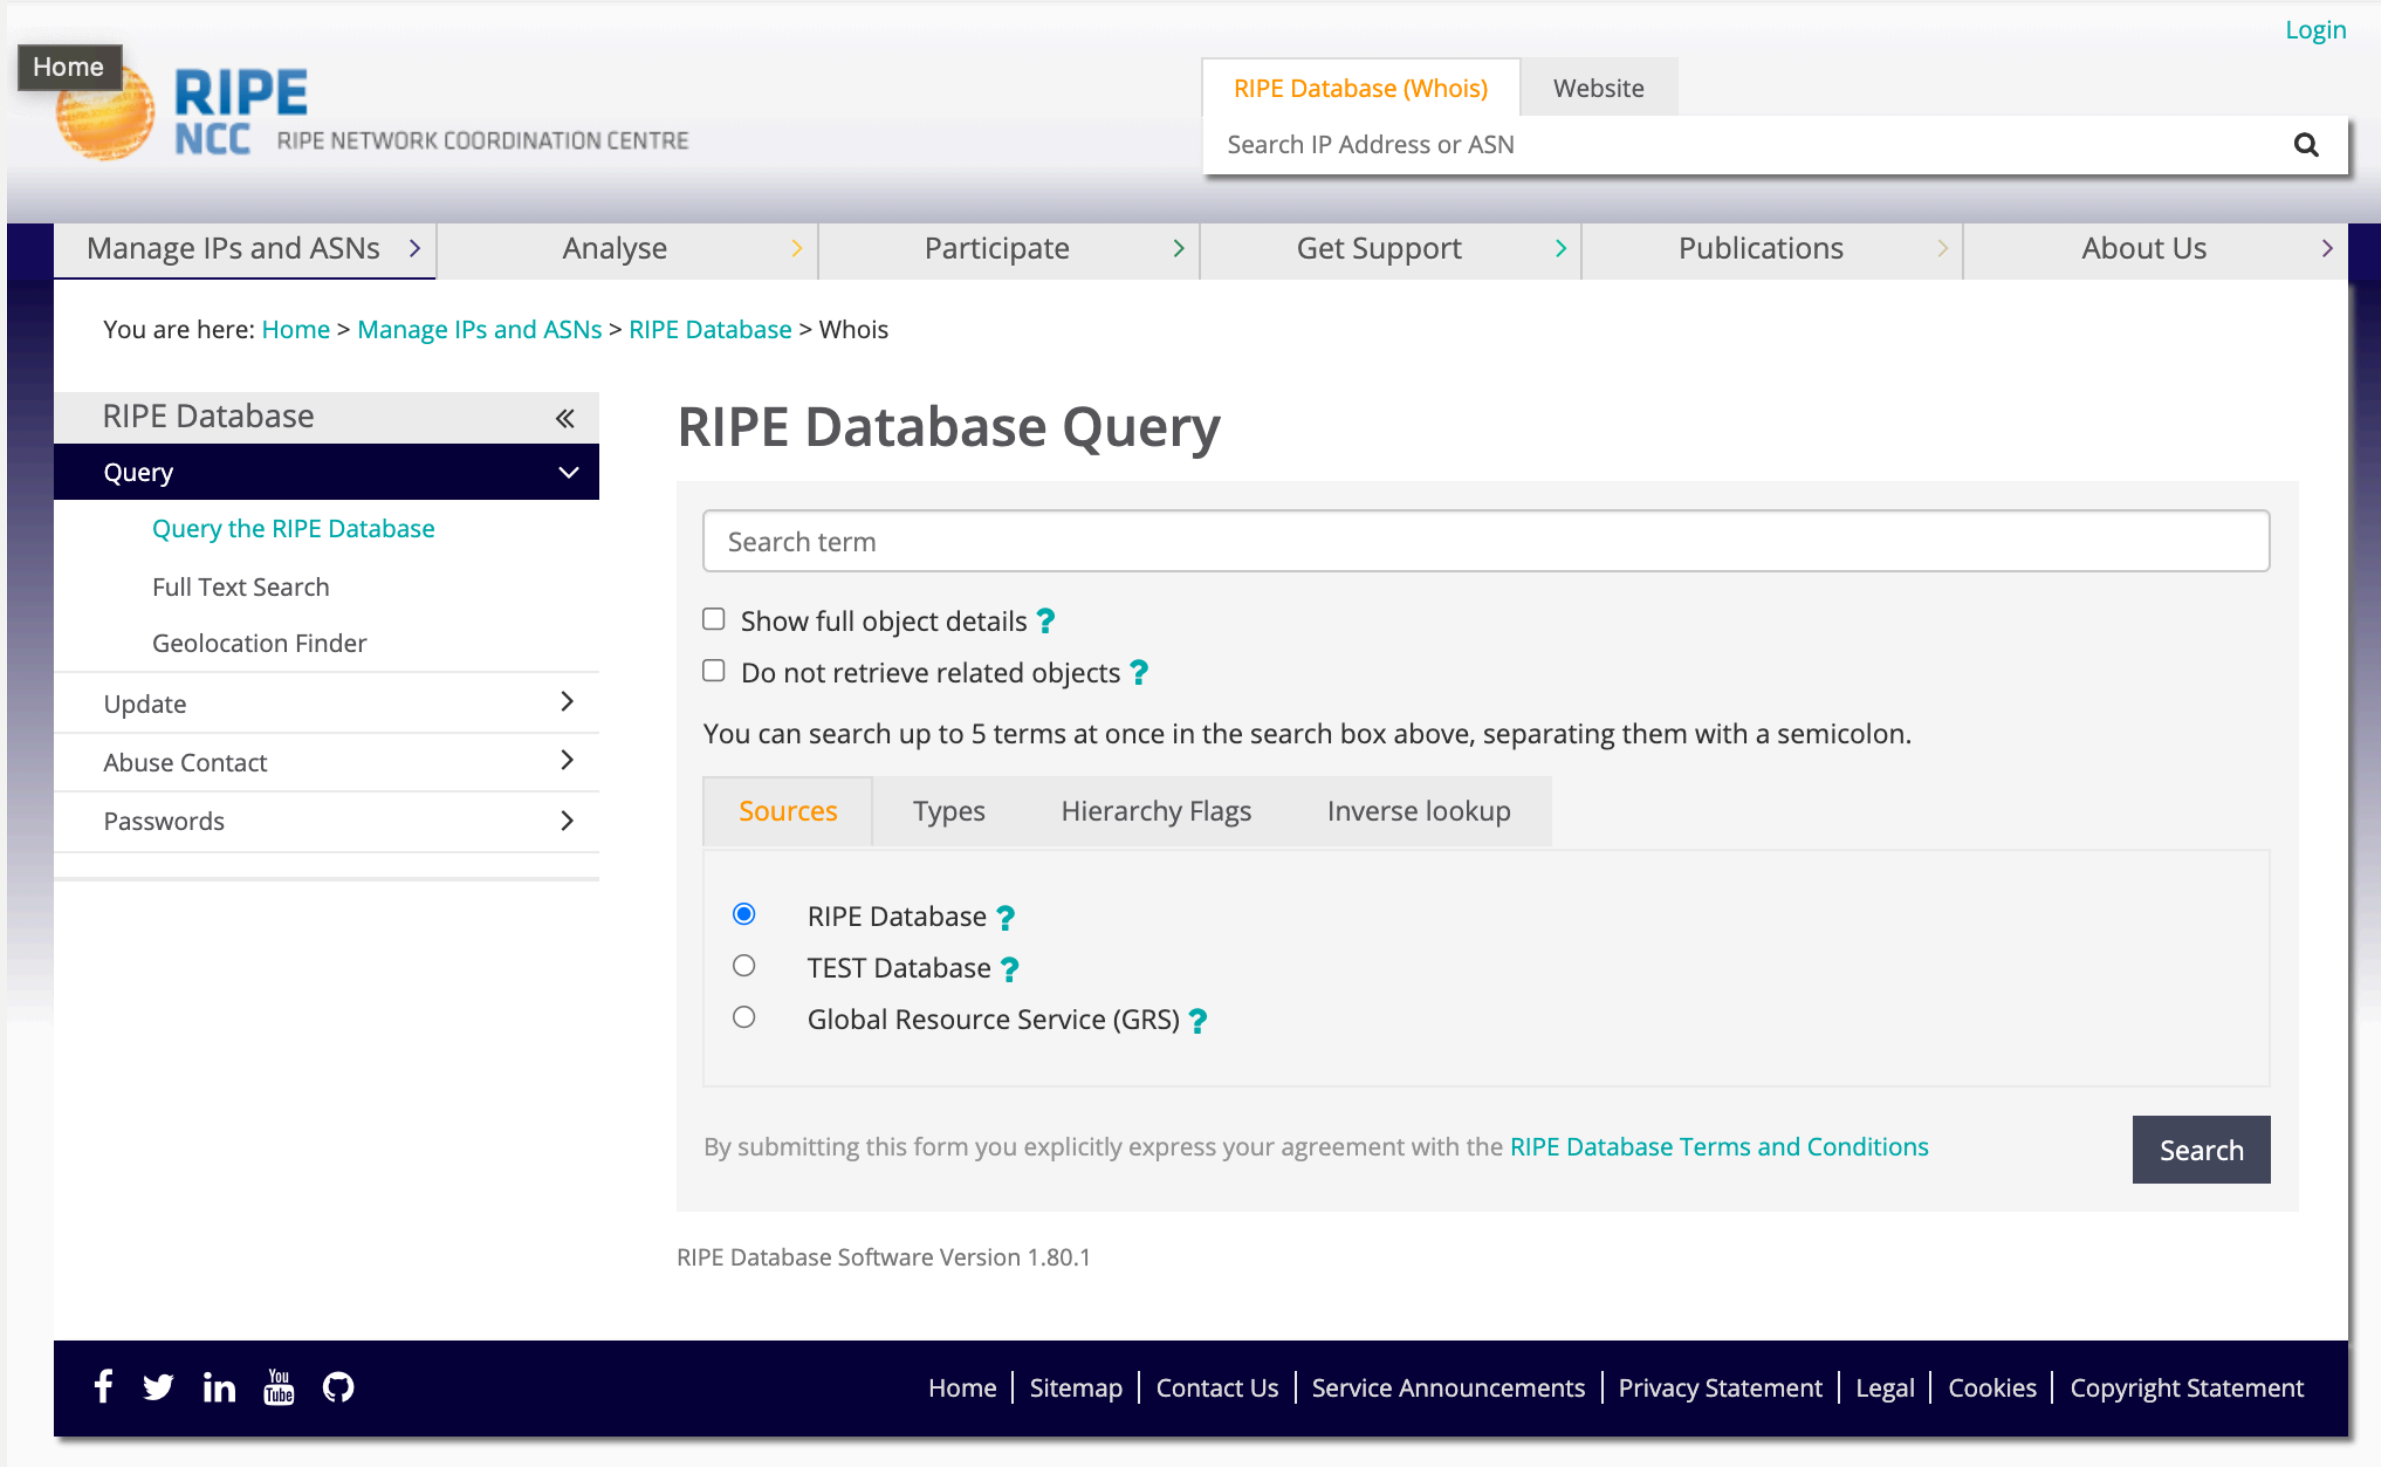 Login
Home
RIPE
NCC RIPE NETWORK COORDINATION CENTRE
RIPE Database (Whois) Website
Search IP Address or ASN
Manage IPs and ASNs Analyse Participate Get Support Publications About Us
You are here: Home > Manage IPs and ASNs > RIPE Database > Whois
RIPE Database
Query
Query the RIPE Database
Full Text Search
Geolocation Finder
Update
Abuse Contact
Passwords
RIPE Database Query
Search term
Show full object details ?
Do not retrieve related objects ?
You can search up to 5 terms at once in the search box above, separating them with a semicolon.
Sources Types Hierarchy Flags Inverse lookup
RIPE Database ?
TEST Database ?
Global Resource Service (GRS) ?
By submitting this form you explicitly express your agreement with the RIPE Database Terms and Conditions
Search
RIPE Database Software Version 1.80.1
You
Tube
Home | Sitemap | Contact Us | Service Announcements | Privacy Statement | Legal | Cookies | Copyright Statement